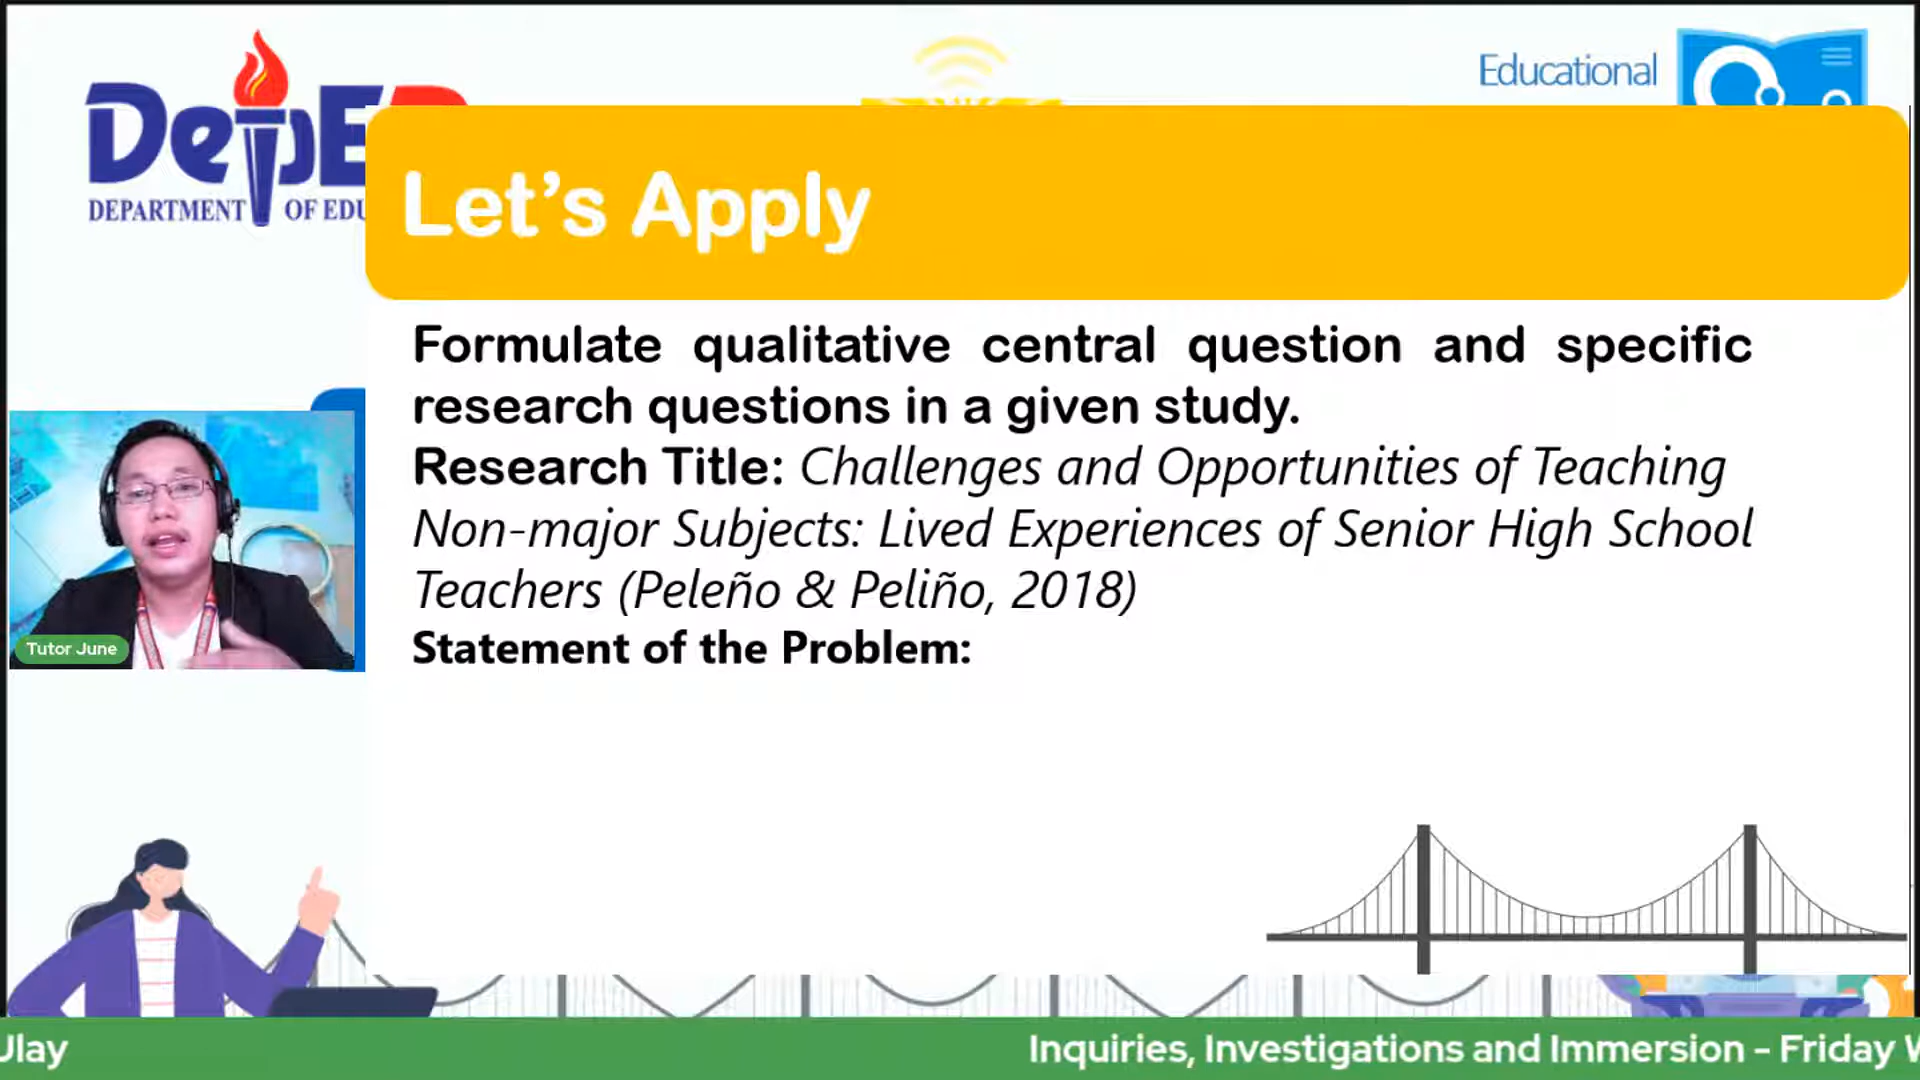 DepE
DEPARTMENT OF EDU
Educational
Let's Apply
Formulate qualitative central question and specific
research questions in a given study.
Research Title: Challenges and Opportunities of Teaching
Non-major Subjects: Lived Experiences of Senior High School
Teachers (Peleño & Peliño, 2018)
Statement of the Problem:
Tutor June
Ulay
Inquiries, Investigations and Immersion - Friday W